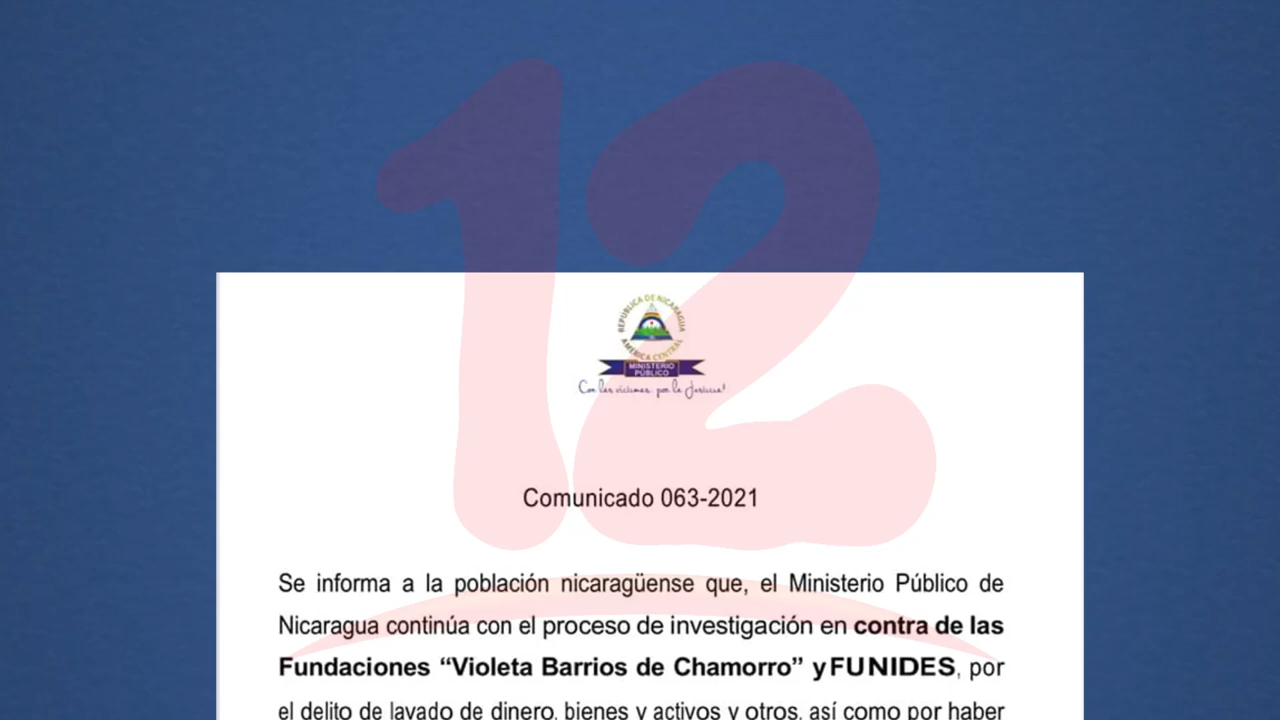 12
REPUBLICA DE NICARAGUA
AMERICA CENTRAL
MINISTERIO
PÚBLICO
Con las víctimas, por la Justicia!
Comunicado 063-2021
Se informa a la población nicaragüense que, el Ministerio Público de
Nicaragua continúa con el proceso de investigación en contra de las
Fundaciones “Violeta Barrios de Chamorro” y FUNIDES, por
el delito de lavado de dinero, bienes y activos y otros, así como por haber